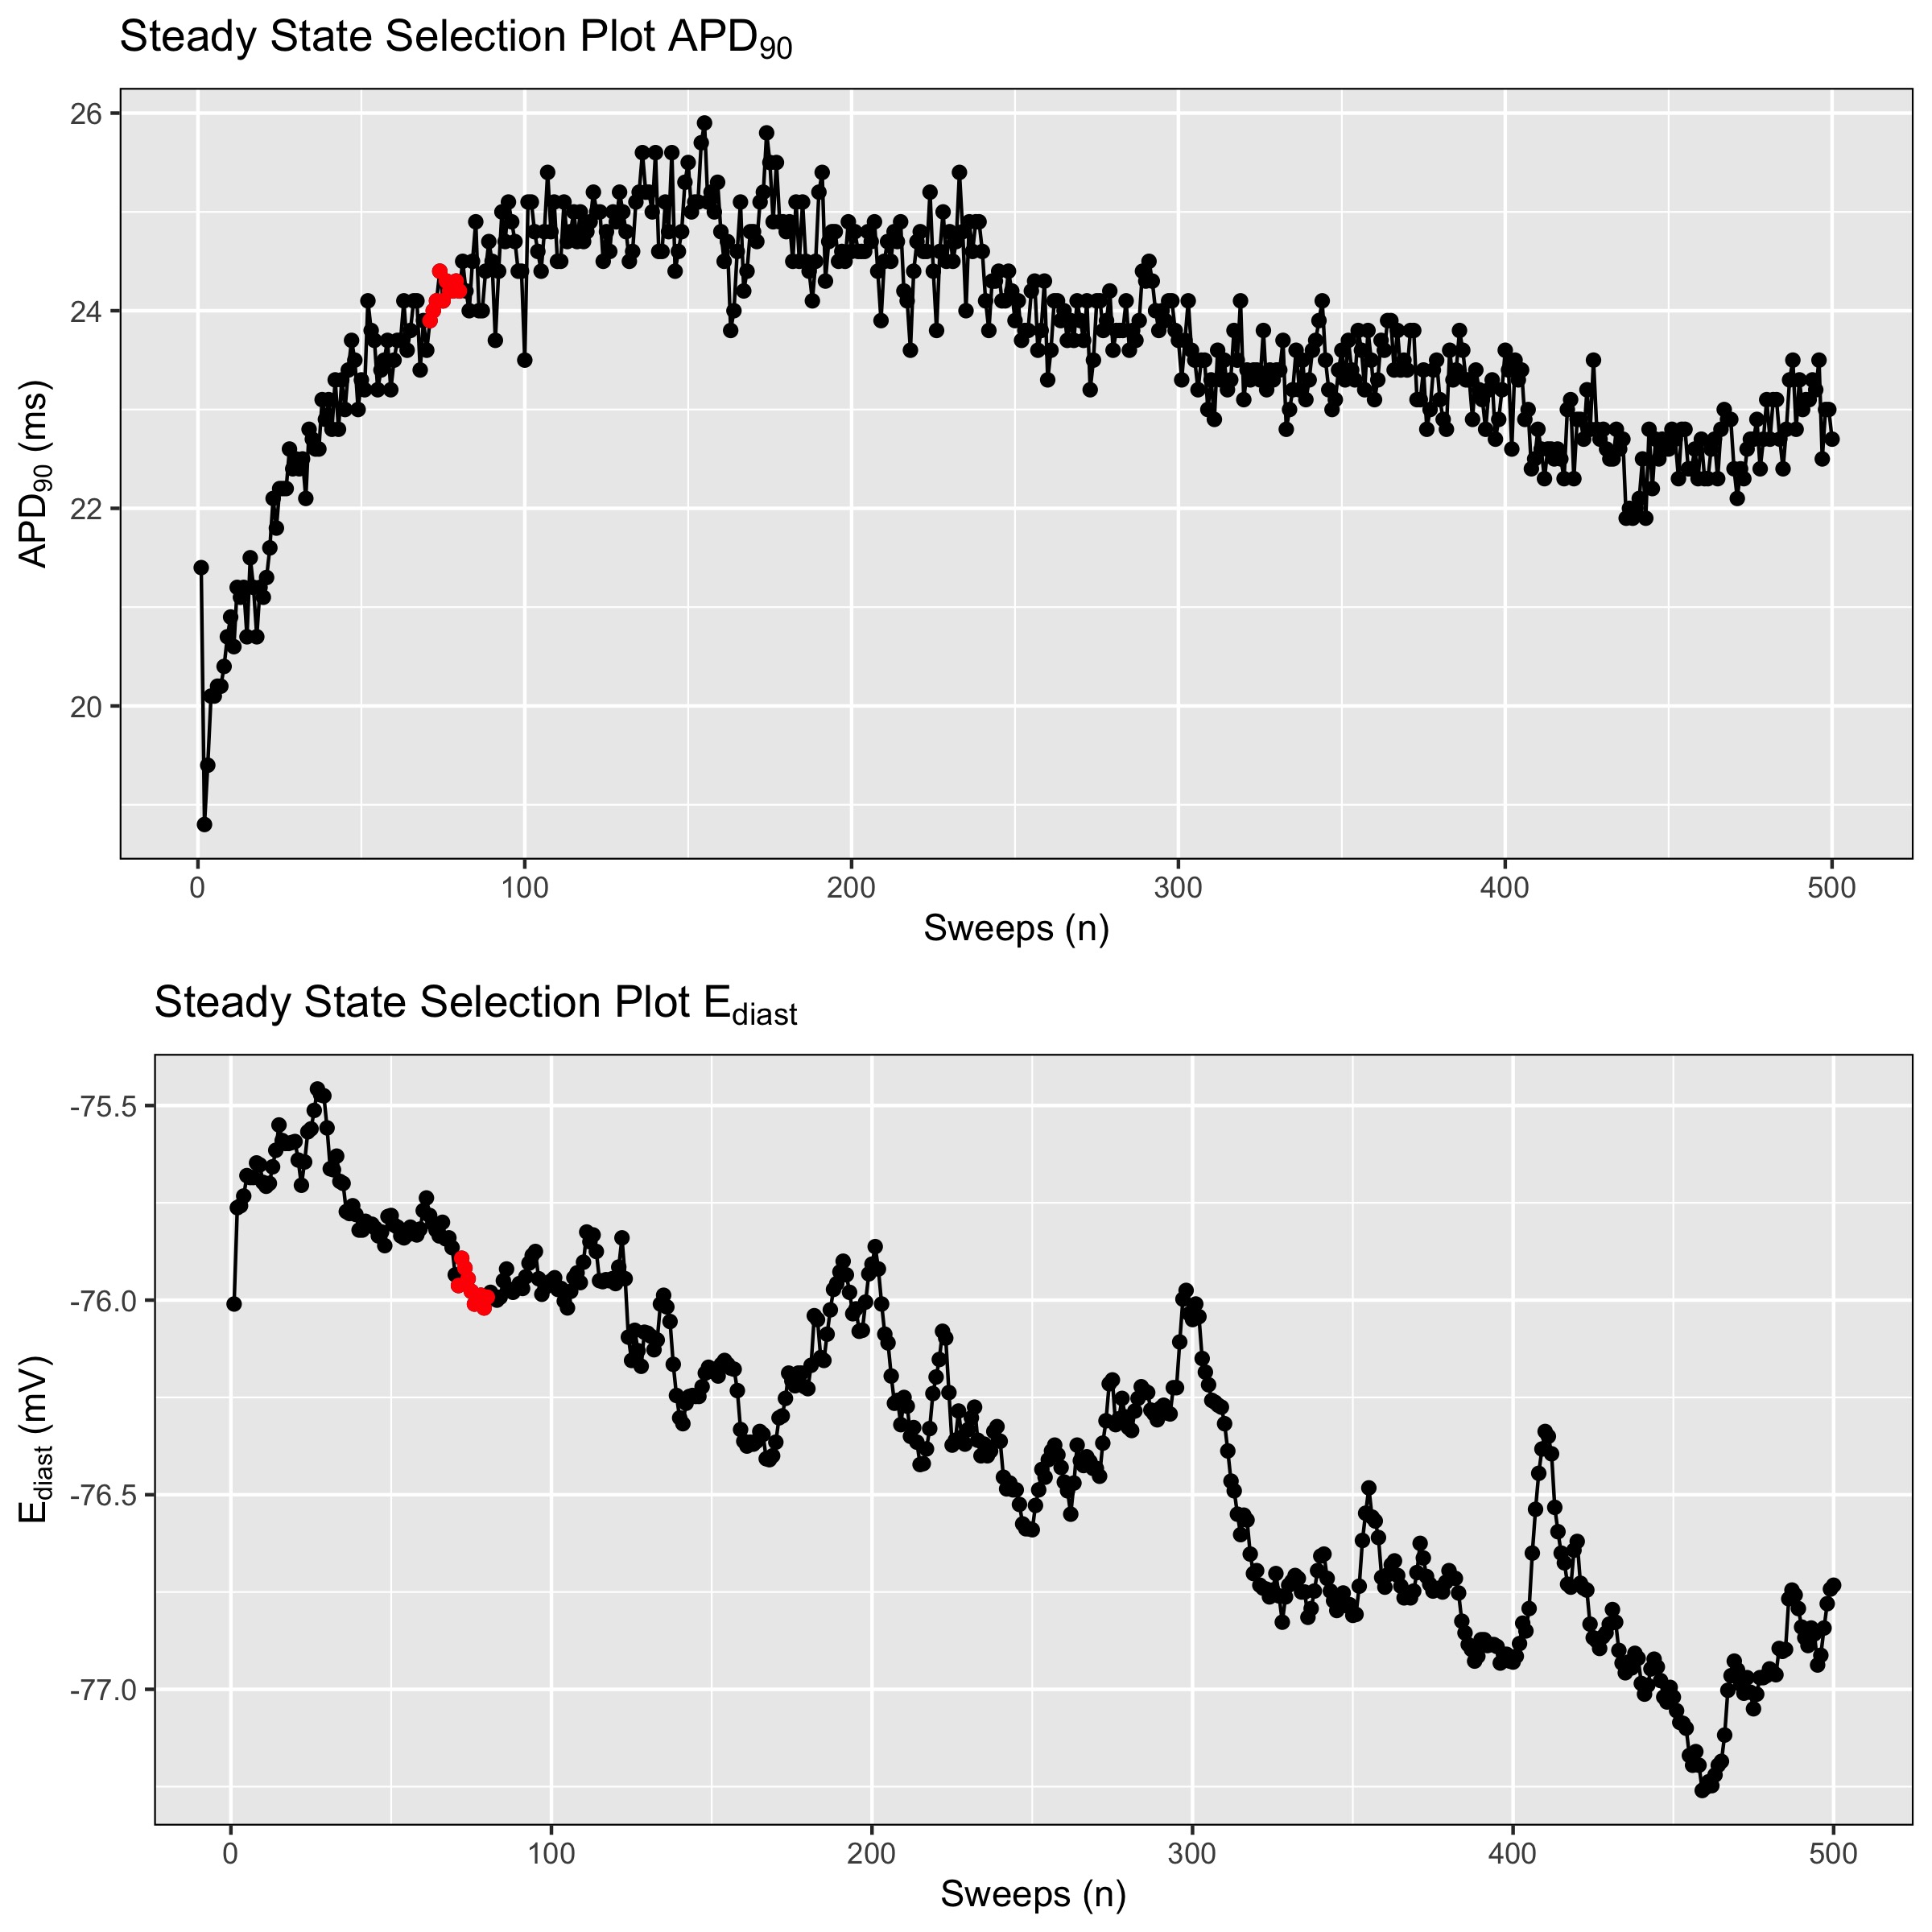 Steady State Selection Plot APD90
26
24
22
20
APD90 (ms)
0 100 200 300 400 500
Sweeps (n)
Steady State Selection Plot Ediast
-75.5
-76.0
-76.5
-77.0
Ediast (mV)
0 100 200 300 400 500
Sweeps (n)